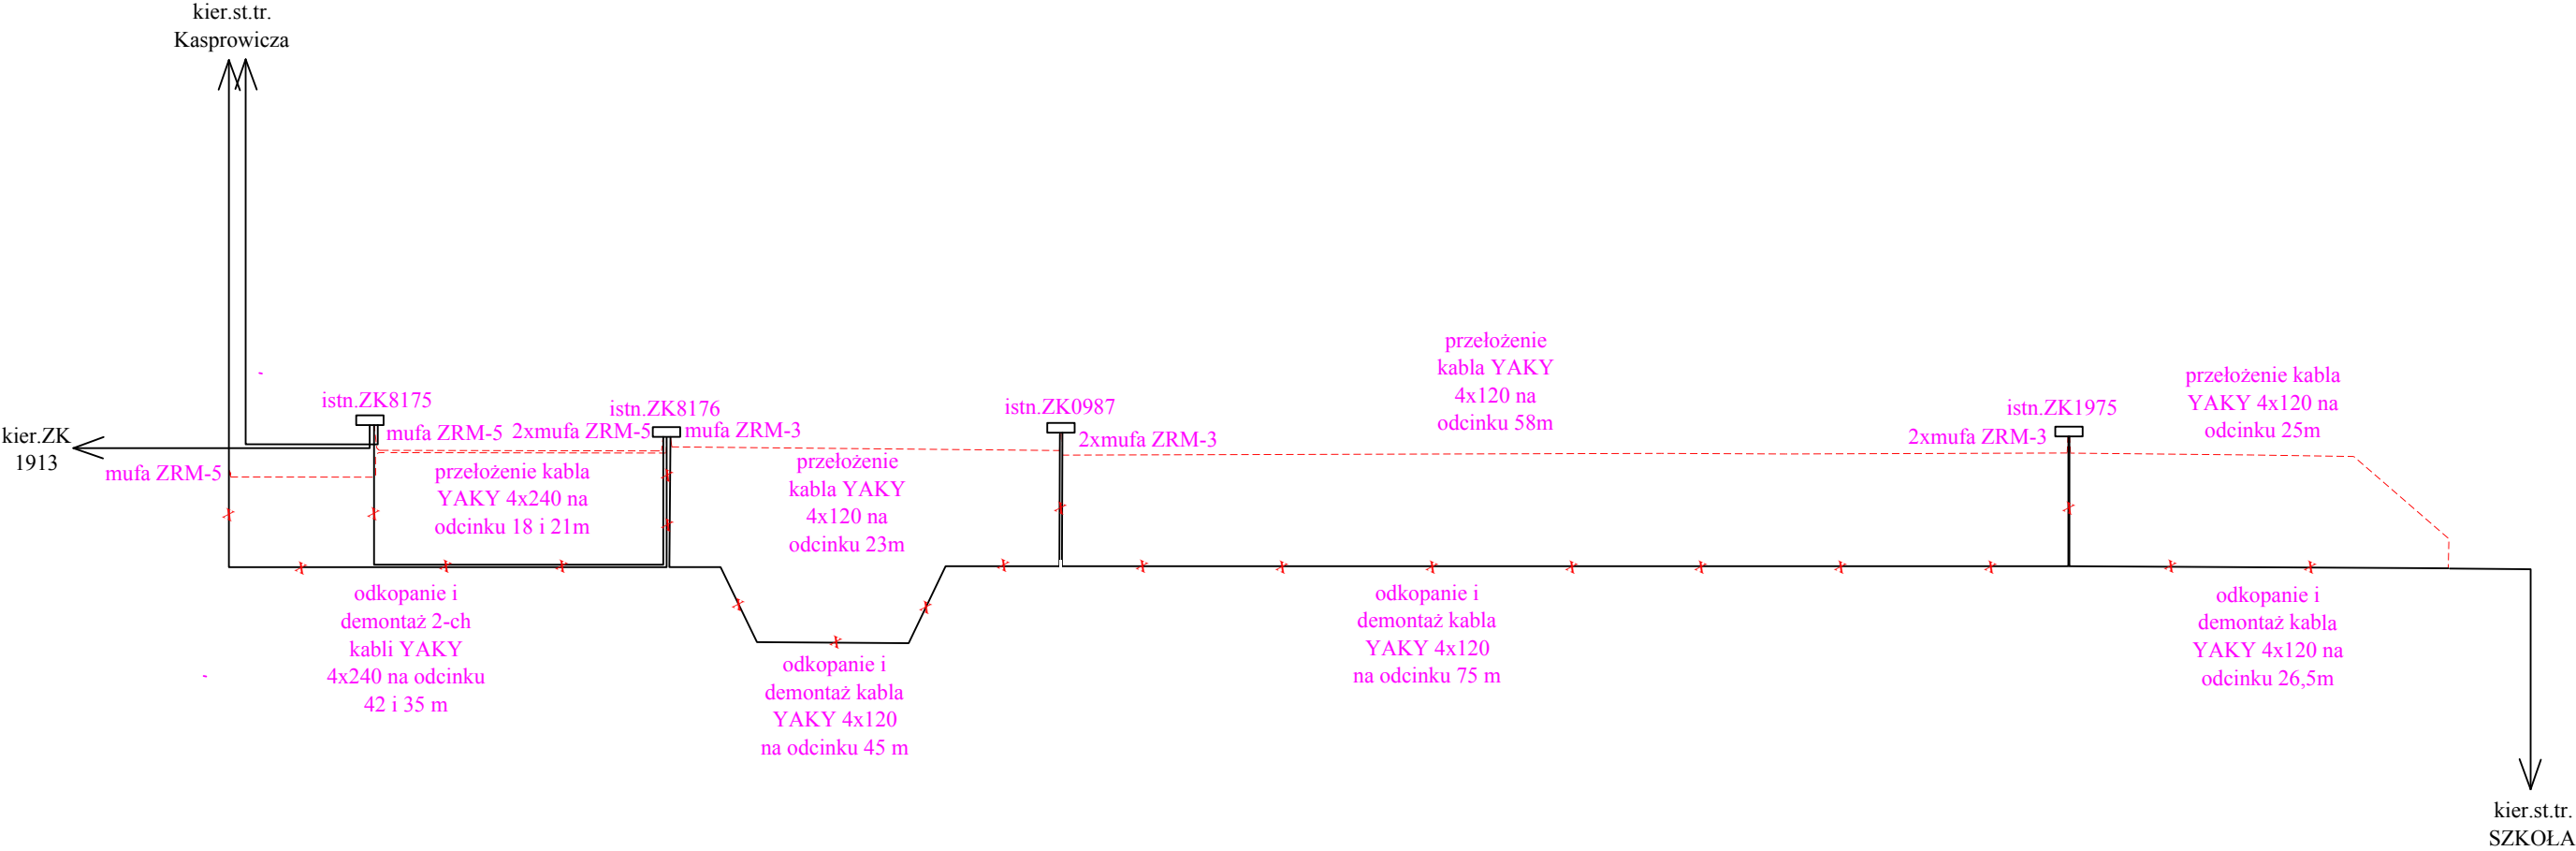 kier.st.tr.
Kasprowicza
kier.ZK
1913
mufa ZRM-5
istn.ZK8175
mufa ZRM-5
2xmufa ZRM-5
istn.ZK8176
mufa ZRM-3
przełożenie kabla
YAKY 4x240 na
odcinku 18 i 21m
przełożenie
kabla YAKY
4x120 na
odcinku 23m
istn.ZK0987
2xmufa ZRM-3
przełożenie
kabla YAKY
4x120 na
odcinku 58m
istn.ZK1975
2xmufa ZRM-3
przełożenie kabla
YAKY 4x120 na
odcinku 25m
odkopanie i
demontaż 2-ch
kabli YAKY
4x240 na odcinku
42 i 35 m
odkopanie i
demontaż kabla
YAKY 4x120
na odcinku 45 m
odkopanie i
demontaż kabla
YAKY 4x120
na odcinku 75 m
odkopanie i
demontaż kabla
YAKY 4x120 na
odcinku 26,5m
kier.st.tr.
SZKOŁA